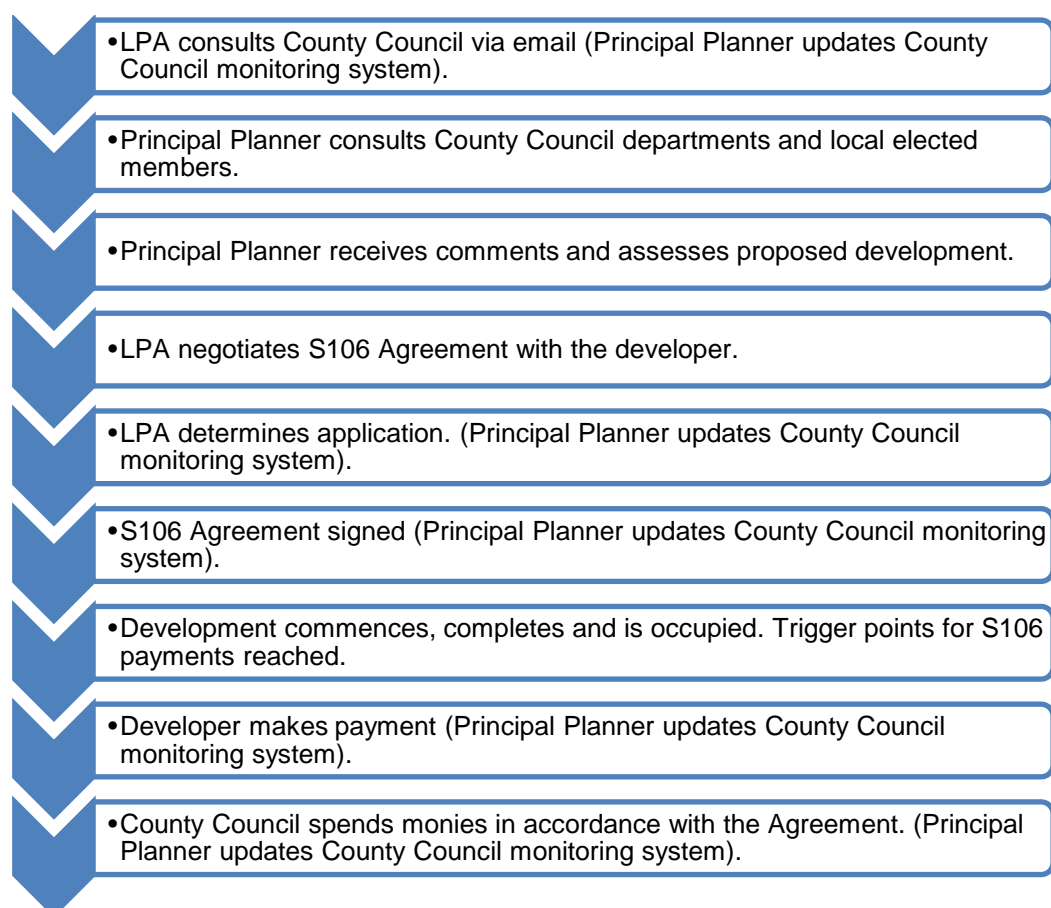 •LPA consults County Council via email (Principal Planner updates County
Council monitoring system).
•Principal Planner consults County Council departments and local elected
members.
•Principal Planner receives comments and assesses proposed development.
•LPA negotiates S106 Agreement with the developer.
•LPA determines application. (Principal Planner updates County Council
monitoring system).
•S106 Agreement signed (Principal Planner updates County Council monitoring
system).
•Development commences, completes and is occupied. Trigger points for S106
payments reached.
•Developer makes payment (Principal Planner updates County Council
monitoring system).
•County Council spends monies in accordance with the Agreement. (Principal
Planner updates County Council monitoring system).